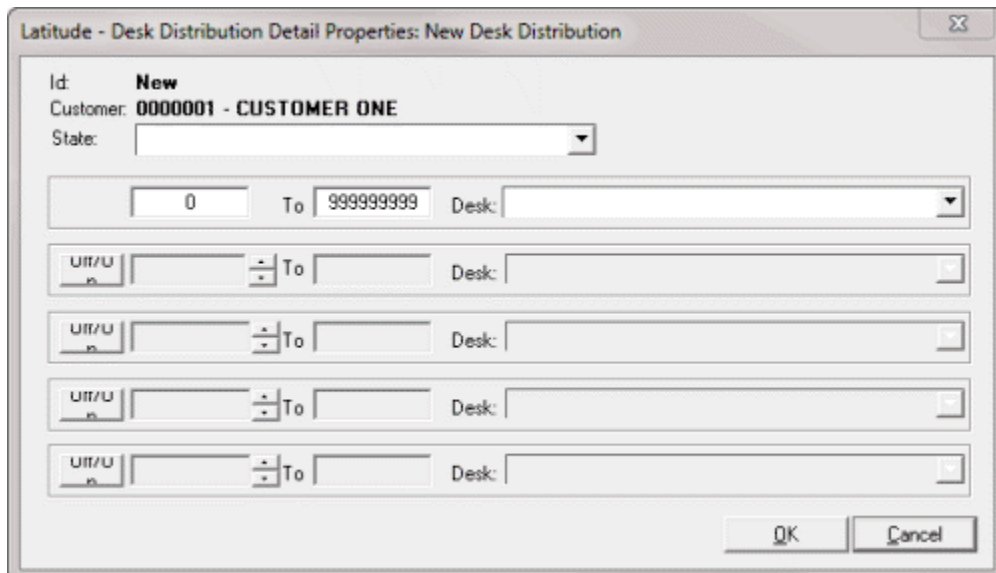 Latitude - Desk Distribution Detail Properties: New Desk Distribution
Id: New
Customer: 0000001 - CUSTOMER ONE
State:
0 To 999999999 Desk:
To Desk:
To Desk:
To Desk:
To Desk:
OK Cancel